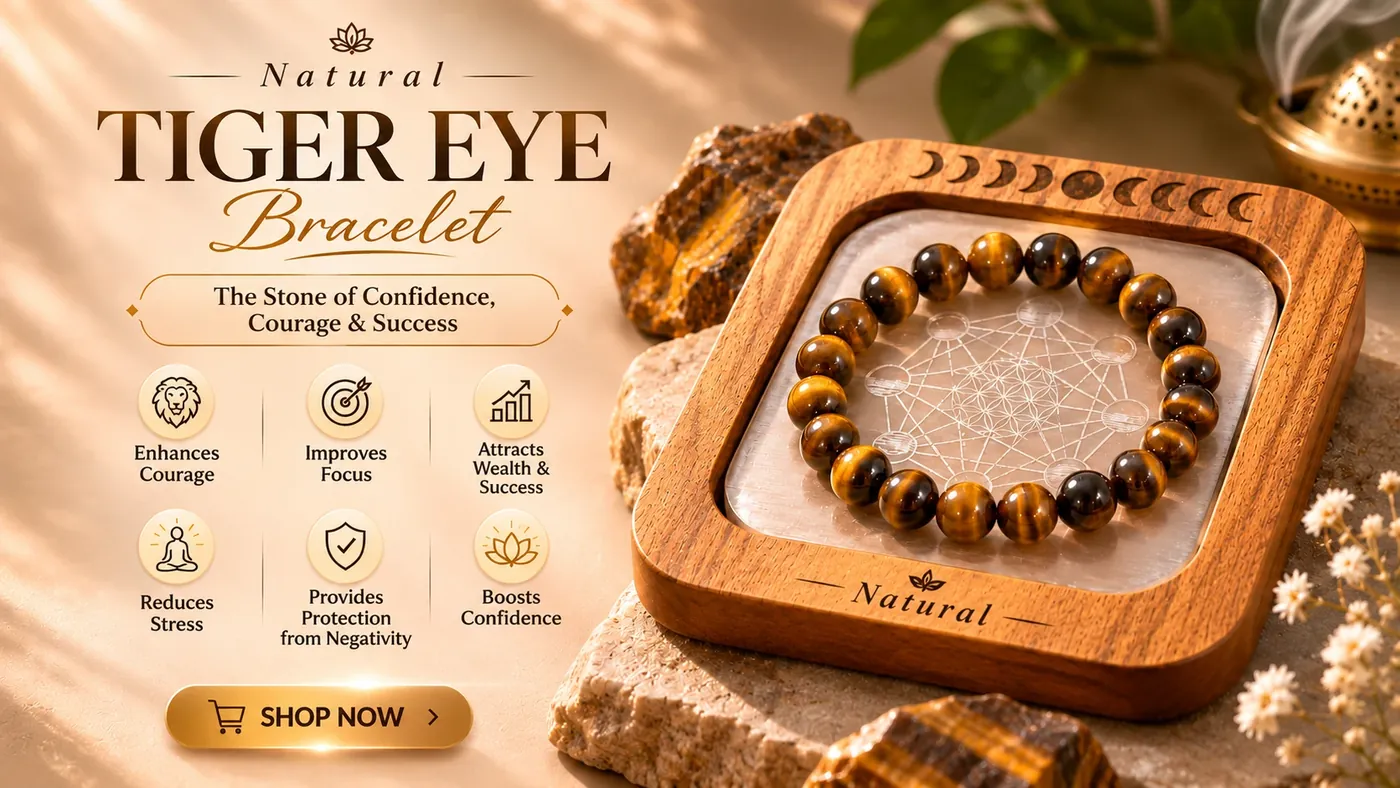 Natural
TIGER EYE
Bracelet
The Stone of Confidence,
Courage & Success
Enhances
Courage
Improves
Focus
Attracts
Wealth &
Success
Reduces
Stress
Provides
Protection
from Negativity
Boosts
Confidence
SHOP NOW
Natural